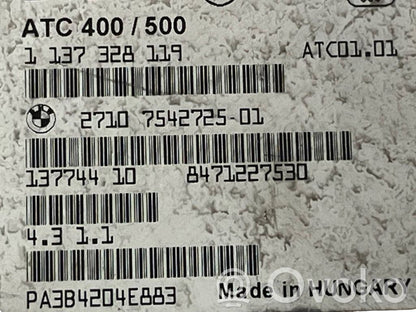 ATC 400 / 500
1 137 328 119 ATC01.01
2710 7542725-01
137744 10 8471227530
4.3 1.1
PA3B4204E883 Made in HUNGARY
Ovoko